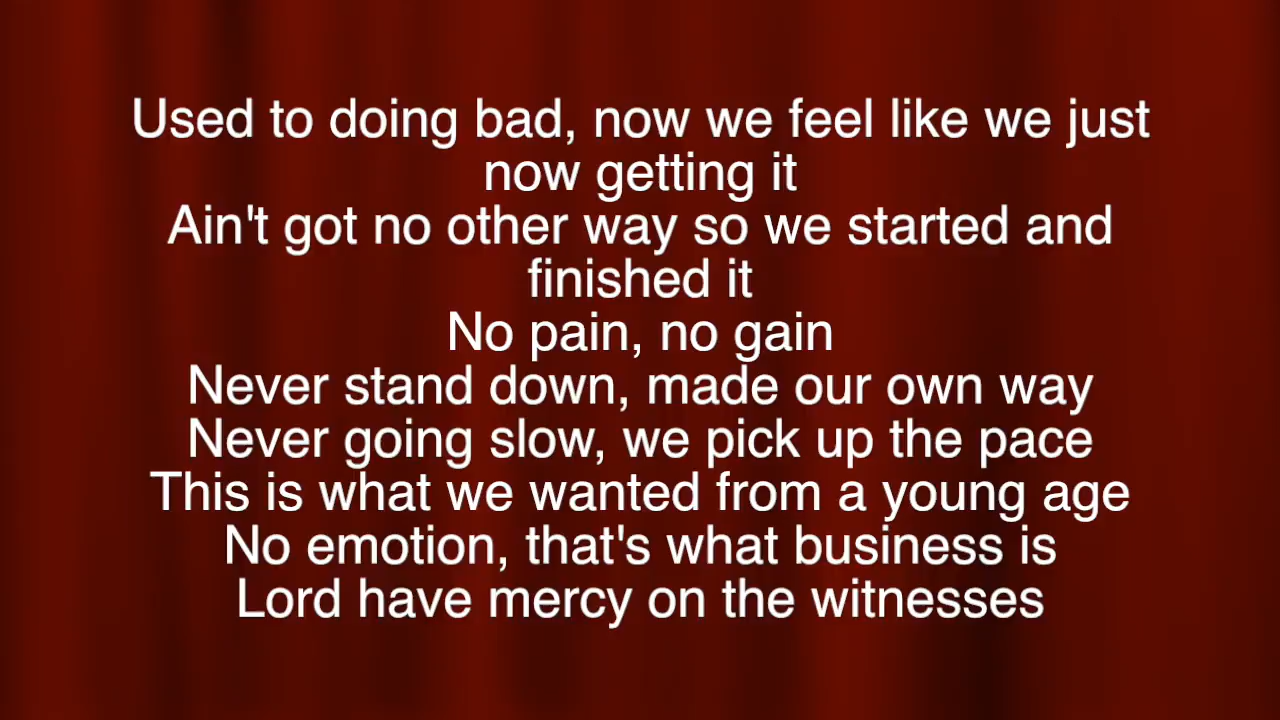 Used to doing bad, now we feel like we just
now getting it
Ain't got no other way so we started and
finished it
No pain, no gain
Never stand down, made our own way
Never going slow, we pick up the pace
This is what we wanted from a young age
No emotion, that's what business is
Lord have mercy on the witnesses